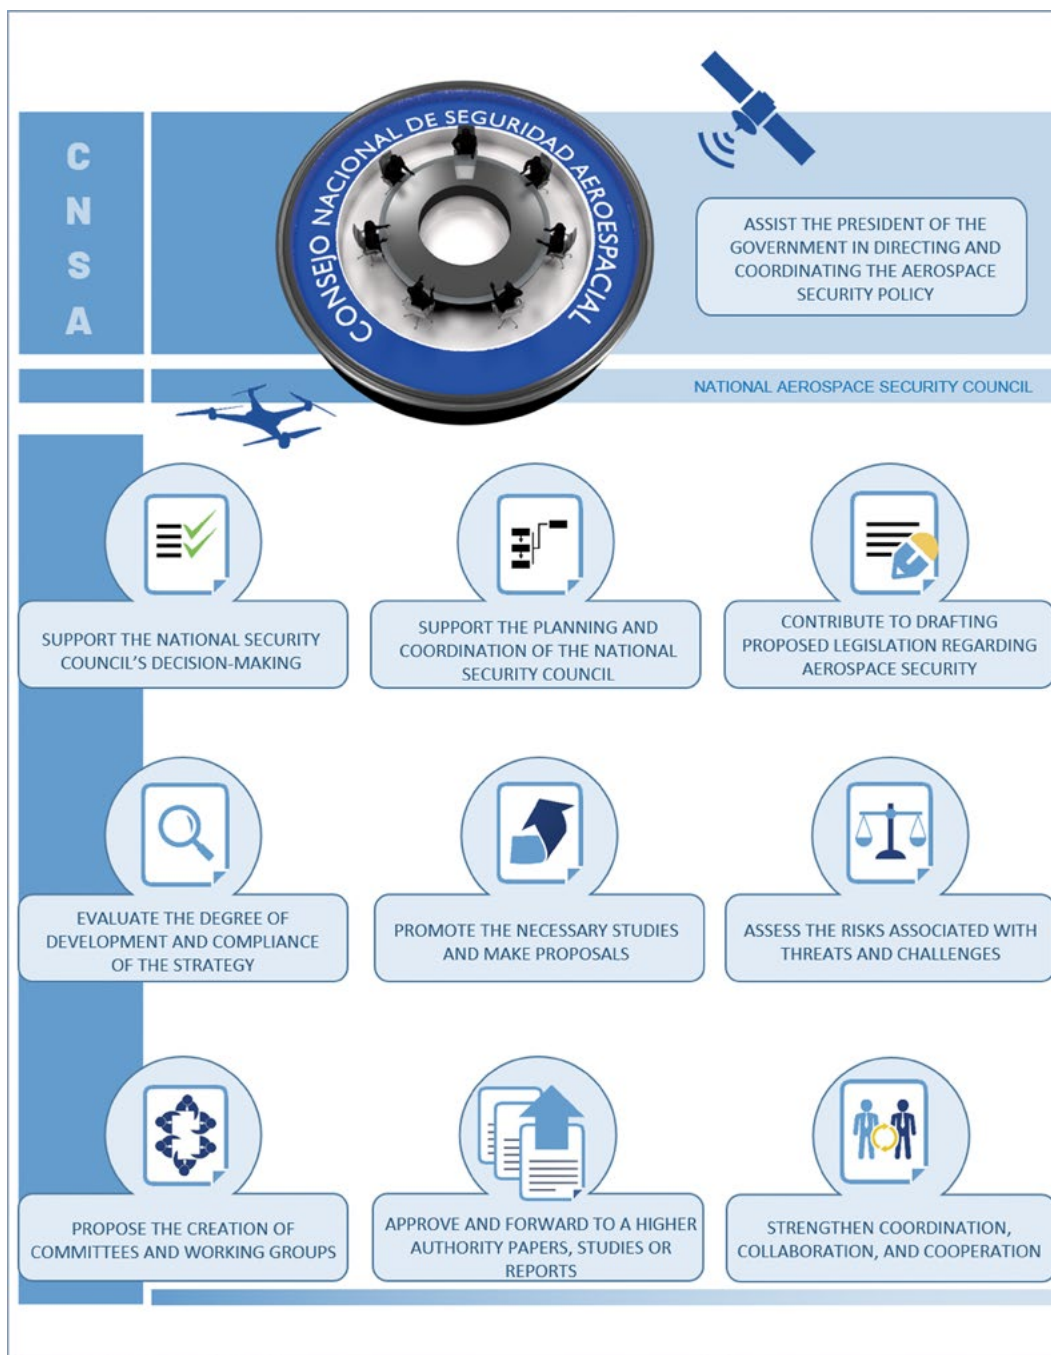 C
N
S
A
CONSEJO NACIONAL DE SEGURIDAD AEROESPACIAL
ASSIST THE PRESIDENT OF THE
GOVERNMENT IN DIRECTING AND
COORDINATING THE AEROSPACE
SECURITY POLICY
NATIONAL AEROSPACE SECURITY COUNCIL
SUPPORT THE NATIONAL SECURITY
COUNCIL'S DECISION-MAKING
SUPPORT THE PLANNING AND
COORDINATION OF THE NATIONAL
SECURITY COUNCIL
CONTRIBUTE TO DRAFTING
PROPOSED LEGISLATION REGARDING
AEROSPACE SECURITY
EVALUATE THE DEGREE OF
DEVELOPMENT AND COMPLIANCE
OF THE STRATEGY
PROMOTE THE NECESSARY STUDIES
AND MAKE PROPOSALS
ASSESS THE RISKS ASSOCIATED WITH
THREATS AND CHALLENGES
PROPOSE THE CREATION OF
COMMITTEES AND WORKING GROUPS
APPROVE AND FORWARD TO A HIGHER
AUTHORITY PAPERS, STUDIES OR
REPORTS
STRENGTHEN COORDINATION,
COLLABORATION, AND COOPERATION